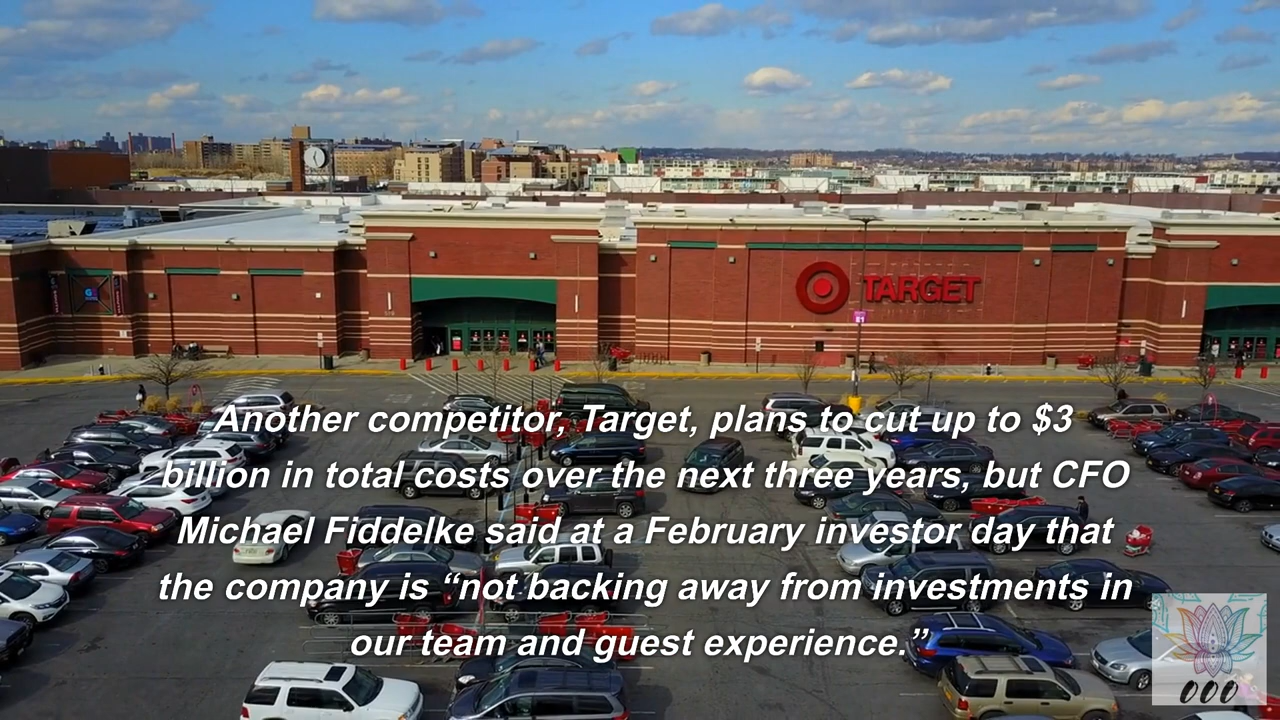 TARGET
Another competitor, Target, plans to cut up to $3
billion in total costs over the next three years, but CFO
Michael Fiddelke said at a February investor day that
the company is “not backing away from investments in
our team and guest experience.”
000